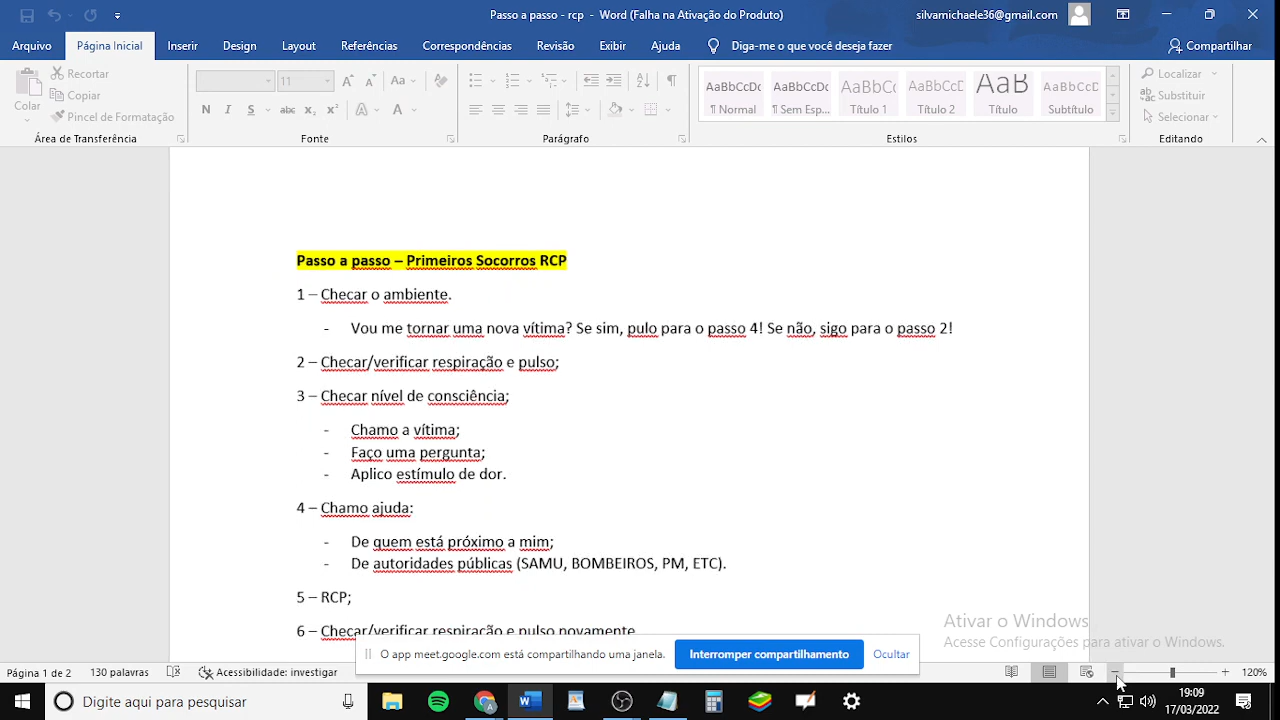 Passo a passo - rcp - Word (Falha na Ativação do Produto)
silvamichaele36@gmail.com
Arquivo
Página Inicial
Inserir
Design
Layout
Referências
Correspondências
Revisão
Exibir
Ajuda
Diga-me o que você deseja fazer
Compartilhar
Colar
Recortar
Copiar
Pincel de Formatação
Área de Transferência
11
N I S abc x₂ x²
Fonte
Parágrafo
AaBbCcDc
¶ Normal
AaBbCcDc
¶ Sem Esp...
AaBbCc
Título 1
AaBbCcD
Título 2
AaB
Título
AaBbCcD
Subtítulo
Estilos
Localizar
Substituir
Selecionar
Editando
Passo a passo – Primeiros Socorros RCP
1 – Checar o ambiente.
- Vou me tornar uma nova vítima? Se sim, pulo para o passo 4! Se não, sigo para o passo 2!
2 – Checar/verificar respiração e pulso;
3 – Checar nível de consciência;
- Chamo a vítima;
- Faço uma pergunta;
- Aplico estímulo de dor.
4 – Chamo ajuda:
- De quem está próximo a mim;
- De autoridades públicas (SAMU, BOMBEIROS, PM, ETC).
5 – RCP;
6 – Checar/verificar respiração e pulso novamente
Ativar o Windows
Acesse Configurações para ativar o Windows.
O app meet.google.com está compartilhando uma janela.
Interromper compartilhamento
Ocultar
Página 1 de 2
130 palavras
Acessibilidade: investigar
120%
Digite aqui para pesquisar
19:09
17/03/2022